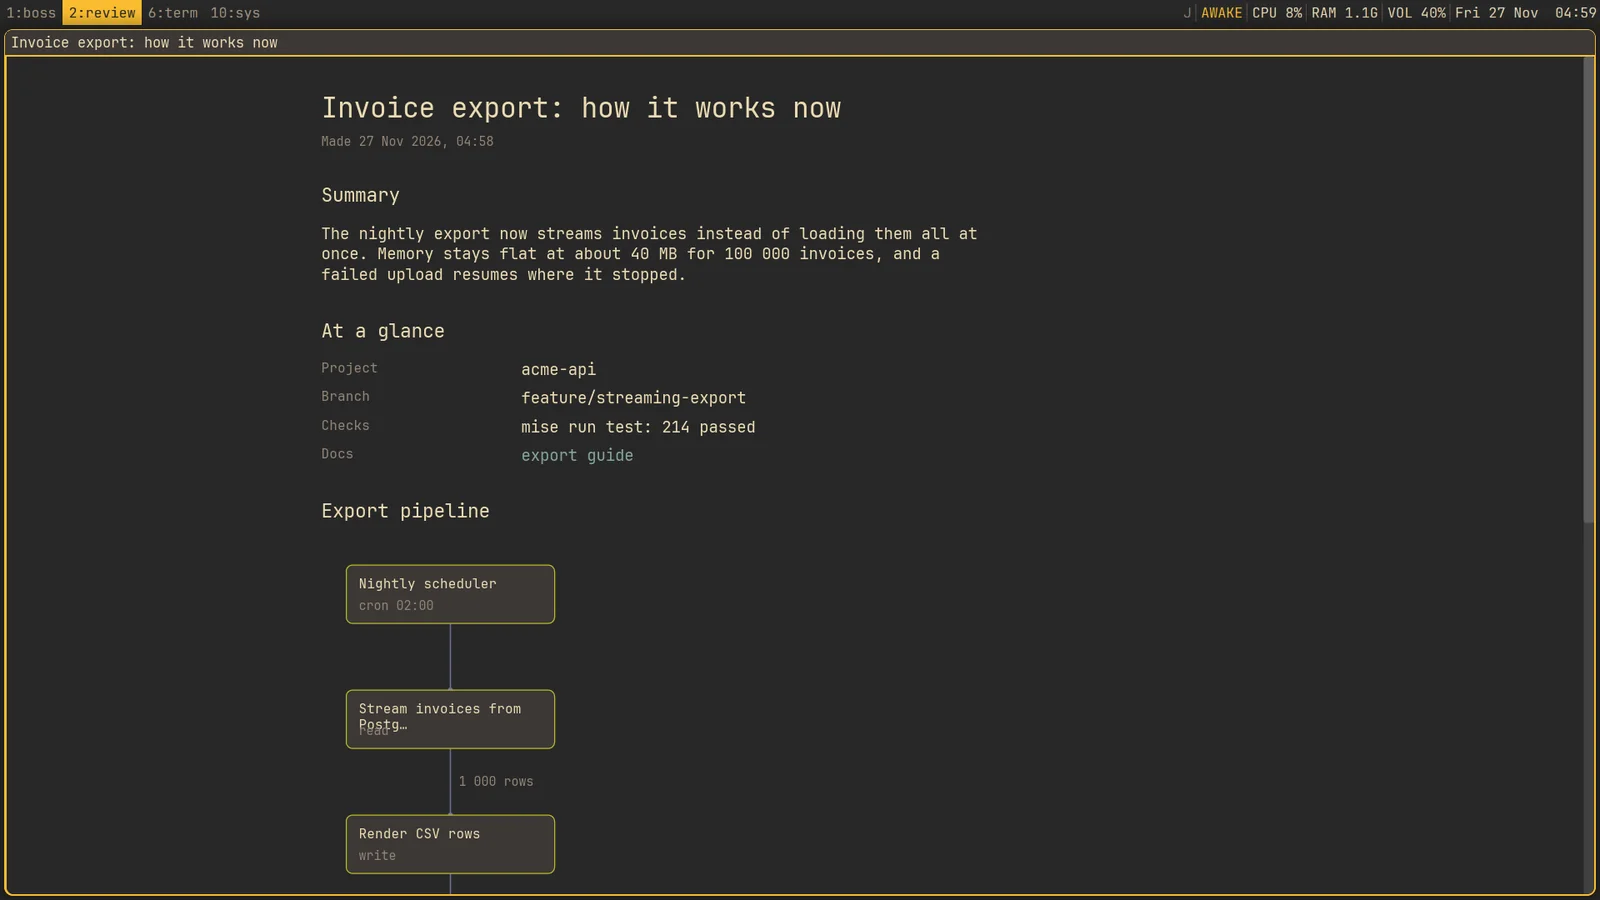 1:boss 2:review 6:term 10:sys J AWAKE CPU 8% RAM 1.1G VOL 40% Fri 27 Nov 04:59
Invoice export: how it works now
Invoice export: how it works now
Made 27 Nov 2026, 04:58
Summary
The nightly export now streams invoices instead of loading them all at
once. Memory stays flat at about 40 MB for 100 000 invoices, and a
failed upload resumes where it stopped.
At a glance
Project acme-api
Branch feature/streaming-export
Checks mise run test: 214 passed
Docs export guide
Export pipeline
Nightly scheduler
cron 02:00
Stream invoices from
Postg…
read
1 000 rows
Render CSV rows
write